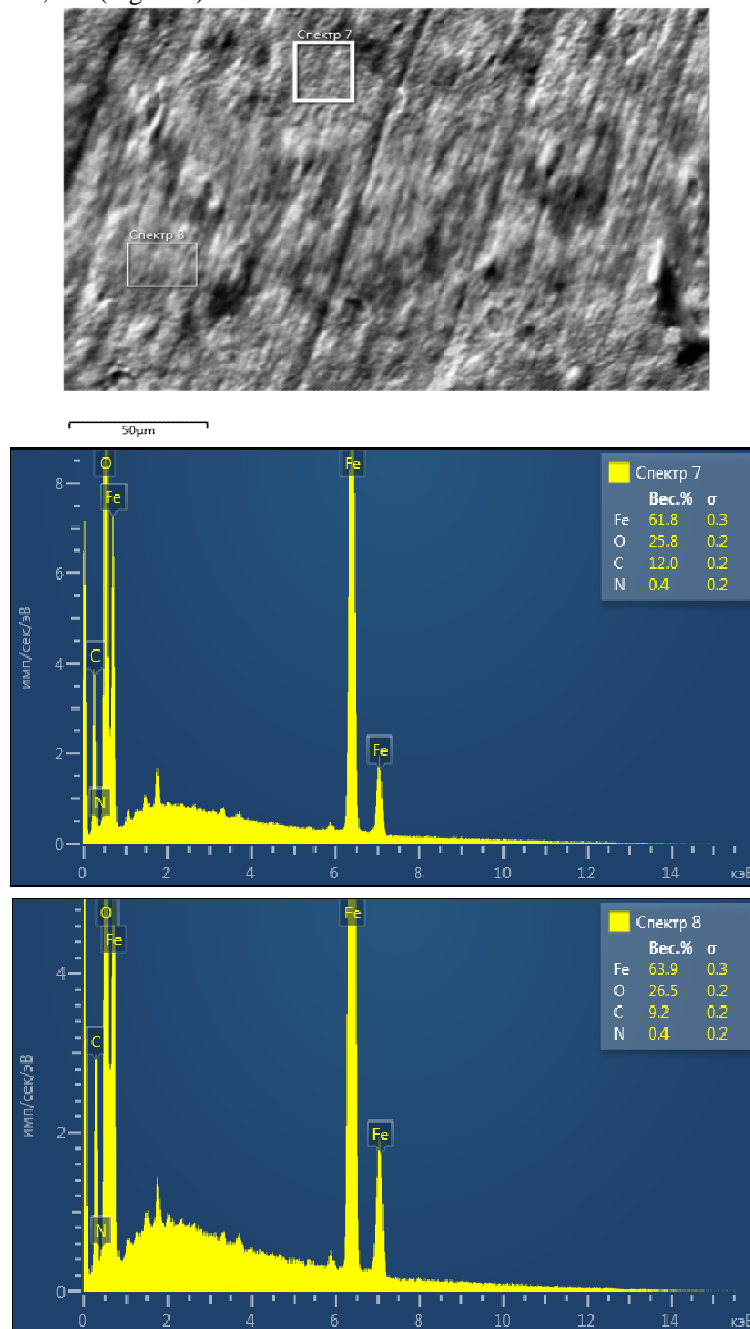 Спектр 7
Спектр 8
50µm
O
Fe
Fe
C
N
Fe
имп/сек/эВ
8
6
4
2
0
0 2 4 6 8 10 12 14 кэВ
Спектр 7
Вес.% σ
Fe 61.8 0.3
O 25.8 0.2
C 12.0 0.2
N 0.4 0.2
O
Fe
Fe
C
N
Fe
имп/сек/эВ
4
2
0
0 2 4 6 8 10 12 14 кэВ
Спектр 8
Вес.% σ
Fe 63.9 0.3
O 26.5 0.2
C 9.2 0.2
N 0.4 0.2